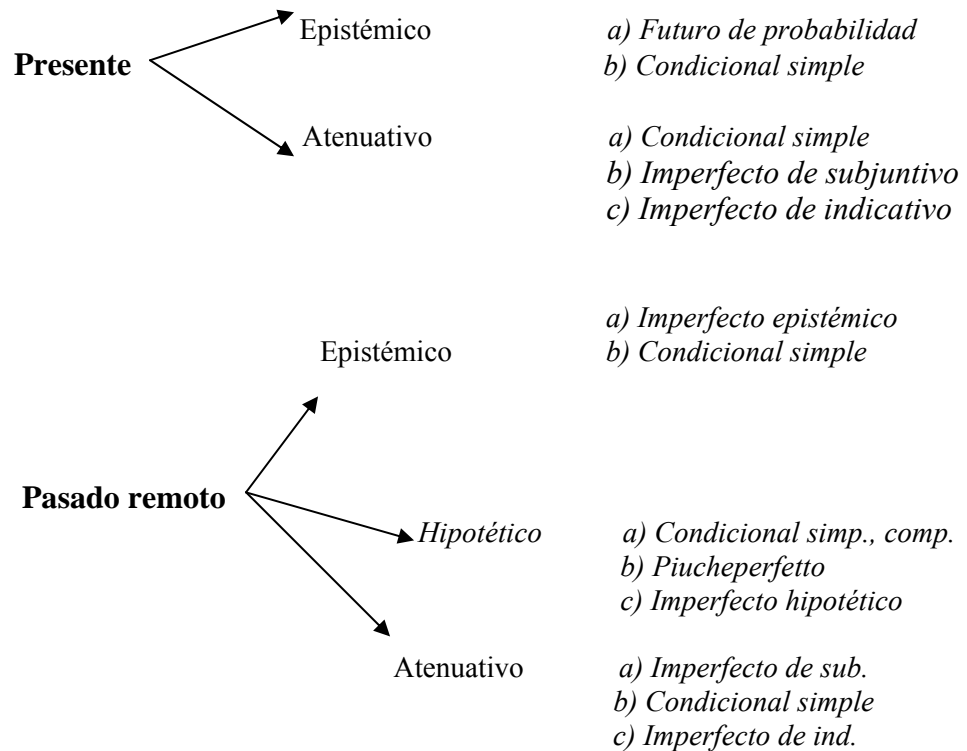 Epistémico a) Futuro de probabilidad
Presente b) Condicional simple
Atenuativo a) Condicional simple
b) Imperfecto de subjuntivo
c) Imperfecto de indicativo
a) Imperfecto epistémico
Epistémico b) Condicional simple
Pasado remoto
Hipotético a) Condicional simp., comp.
b) Piucheperfetto
c) Imperfecto hipotético
Atenuativo a) Imperfecto de sub.
b) Condicional simple
c) Imperfecto de ind.